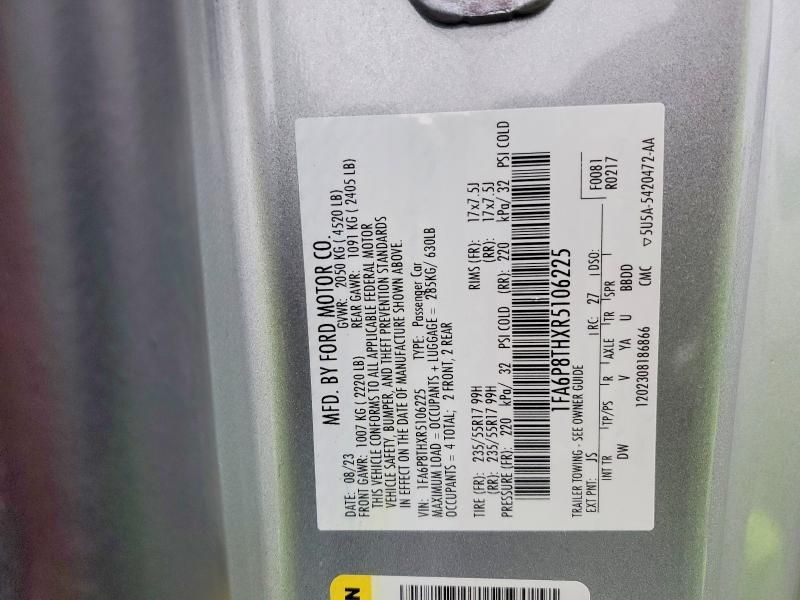 MFD. BY FORD MOTOR CO.
DATE: 08/23 GVWR: 2050 KG ( 4520 LB)
FRONT GAWR: 1007 KG ( 2220 LB) REAR GAWR: 1091 KG ( 2405 LB)
THIS VEHICLE CONFORMS TO ALL APPLICABLE FEDERAL MOTOR
VEHICLE SAFETY, BUMPER, AND THEFT PREVENTION STANDARDS
IN EFFECT ON THE DATE OF MANUFACTURE SHOWN ABOVE.
VIN: 1FA6P8THXR5106225 TYPE: Passenger Car
MAXIMUM LOAD = OCCUPANTS + LUGGAGE = 285KG/ 630LB
OCCUPANTS = 4 TOTAL; 2 FRONT, 2 REAR
TIRE (FR): 235/55R17 99H RIMS (FR): 17x7.5J
(RR): 235/55R17 99H (RR): 17x7.5J
PRESSURE (FR): 220 kPa/ 32 PSI COLD (RR): 220 kPa/ 32 PSI COLD
1FA6P8THXR5106225
TRAILER TOWING - SEE OWNER GUIDE
F0081
R0217
EXT PNT: JS RC: 27 DSO:
INT TR TP/PS R AXLE TR SPR
DW V YA U BBDD
1202308186866 CMC ▽5U5A-5420472-AA